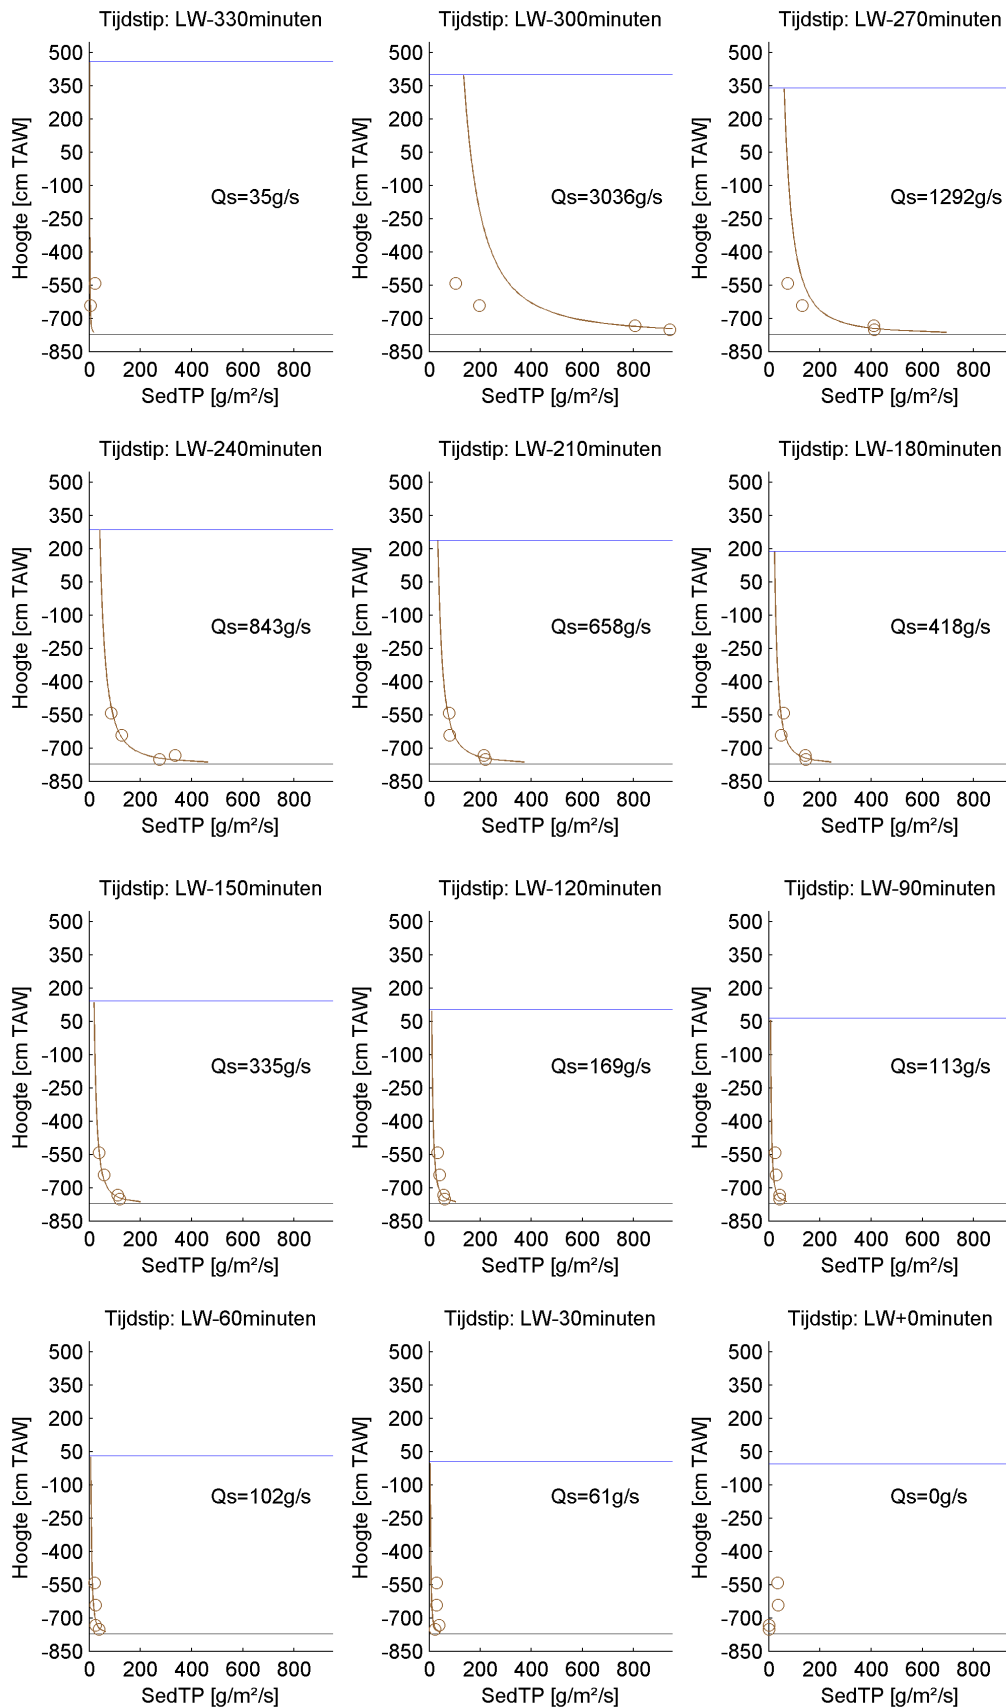 Tijdstip: LW-330minuten
Tijdstip: LW-300minuten
Tijdstip: LW-270minuten
Hoogte [cm TAW]
500
350
200
50
-100
-250
-400
-550
-700
-850
Qs=35g/s
0 200 400 600 800
SedTP [g/m²/s]
Hoogte [cm TAW]
500
350
200
50
-100
-250
-400
-550
-700
-850
Qs=3036g/s
0 200 400 600 800
SedTP [g/m²/s]
Hoogte [cm TAW]
500
350
200
50
-100
-250
-400
-550
-700
-850
Qs=1292g/s
0 200 400 600 800
SedTP [g/m²/s]
Tijdstip: LW-240minuten
Tijdstip: LW-210minuten
Tijdstip: LW-180minuten
Hoogte [cm TAW]
500
350
200
50
-100
-250
-400
-550
-700
-850
Qs=843g/s
0 200 400 600 800
SedTP [g/m²/s]
Hoogte [cm TAW]
500
350
200
50
-100
-250
-400
-550
-700
-850
Qs=658g/s
0 200 400 600 800
SedTP [g/m²/s]
Hoogte [cm TAW]
500
350
200
50
-100
-250
-400
-550
-700
-850
Qs=418g/s
0 200 400 600 800
SedTP [g/m²/s]
Tijdstip: LW-150minuten
Tijdstip: LW-120minuten
Tijdstip: LW-90minuten
Hoogte [cm TAW]
500
350
200
50
-100
-250
-400
-550
-700
-850
Qs=335g/s
0 200 400 600 800
SedTP [g/m²/s]
Hoogte [cm TAW]
500
350
200
50
-100
-250
-400
-550
-700
-850
Qs=169g/s
0 200 400 600 800
SedTP [g/m²/s]
Hoogte [cm TAW]
500
350
200
50
-100
-250
-400
-550
-700
-850
Qs=113g/s
0 200 400 600 800
SedTP [g/m²/s]
Tijdstip: LW-60minuten
Tijdstip: LW-30minuten
Tijdstip: LW+0minuten
Hoogte [cm TAW]
500
350
200
50
-100
-250
-400
-550
-700
-850
Qs=102g/s
0 200 400 600 800
SedTP [g/m²/s]
Hoogte [cm TAW]
500
350
200
50
-100
-250
-400
-550
-700
-850
Qs=61g/s
0 200 400 600 800
SedTP [g/m²/s]
Hoogte [cm TAW]
500
350
200
50
-100
-250
-400
-550
-700
-850
Qs=0g/s
0 200 400 600 800
SedTP [g/m²/s]